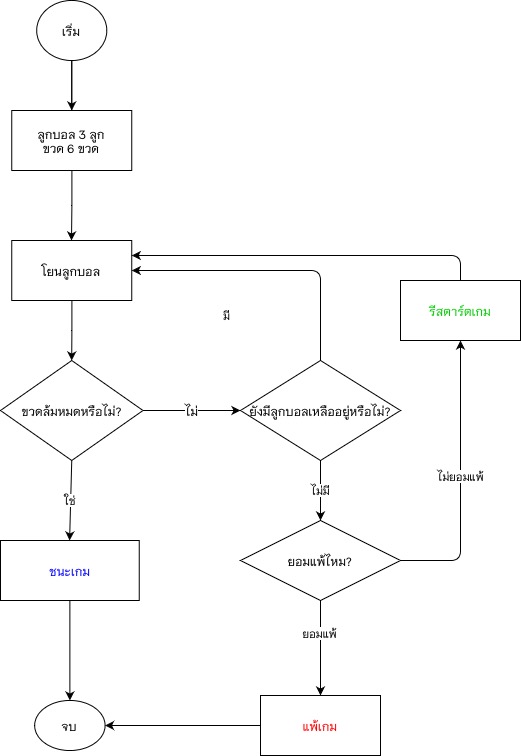 เริ่ม
ลูกบอล 3 ลูก
ขวด 6 ขวด
โยนลูกบอล
รีสตาร์ตเกม
มี
ขวดล้มหมดหรือไม่?
ไม่
ยังมีลูกบอลเหลืออยู่หรือไม่?
ไม่มี
ไม่ยอมแพ้
ใช่
ชนะเกม
ยอมแพ้ไหม?
ยอมแพ้
จบ
แพ้เกม